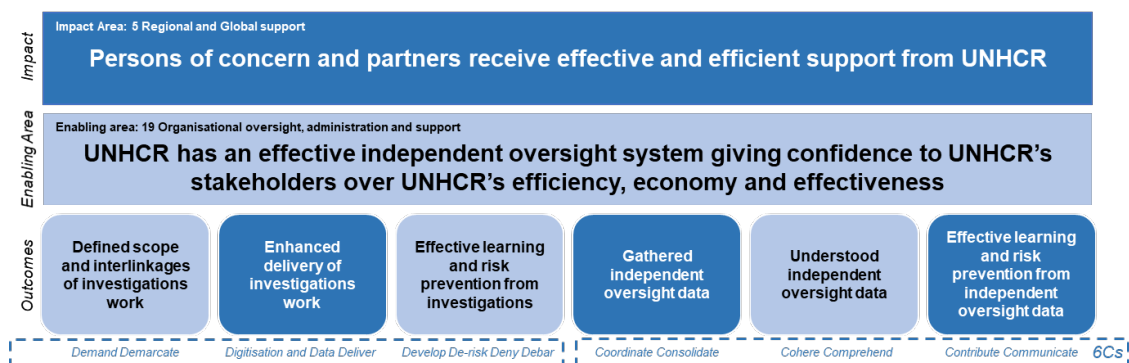 Impact
Impact Area: 5 Regional and Global support
Persons of concern and partners receive effective and efficient support from UNHCR
Enabling Area
Enabling area: 19 Organisational oversight, administration and support
UNHCR has an effective independent oversight system giving confidence to UNHCR's
stakeholders over UNHCR's efficiency, economy and effectiveness
Outcomes
Defined scope
and interlinkages
of investigations
work
Enhanced
delivery of
investigations
work
Effective learning
and risk
prevention from
investigations
Gathered
independent
oversight data
Understood
independent
oversight data
Effective learning
and risk
prevention from
independent
oversight data
Demand Demarcate
Digitisation and Data Deliver
Develop De-risk Deny Debar
Coordinate Consolidate
Cohere Comprehend
Contribute Communicate
6Cs